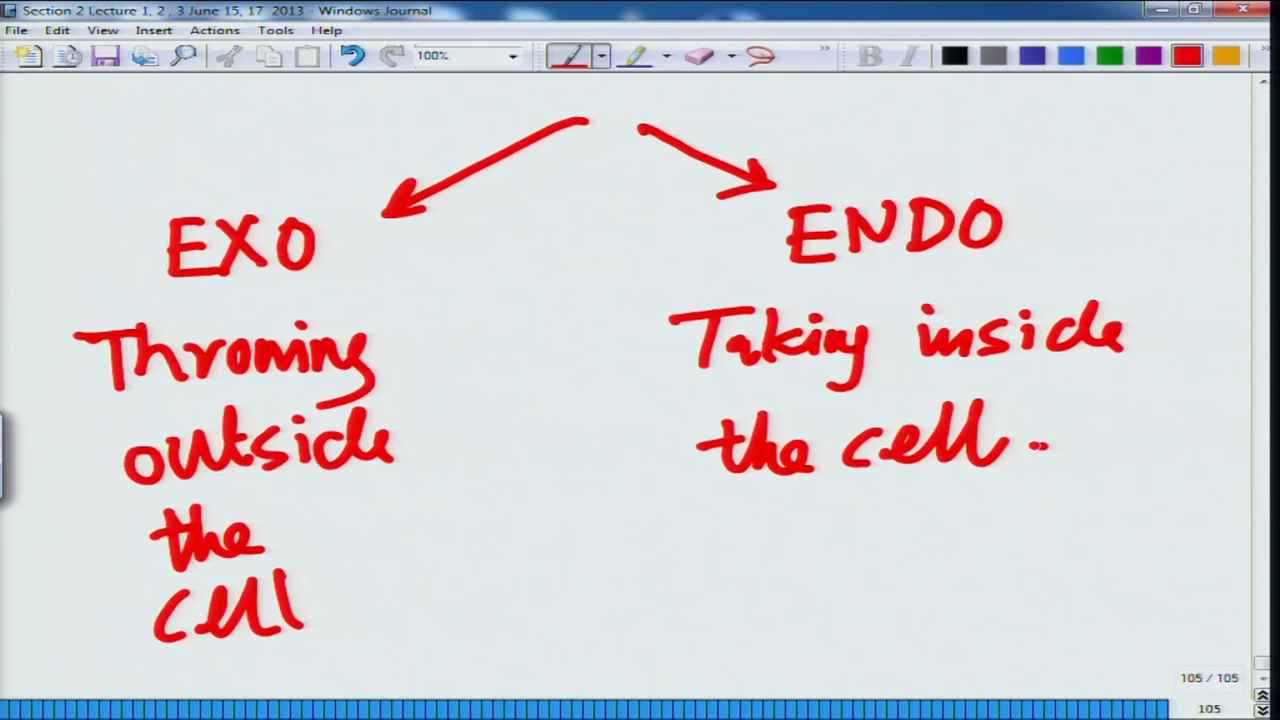 Section 2 Lecture 1, 2 , 3 June 15, 17 2013 - Windows Journal
File Edit View Insert Actions Tools Help
100%
EXO
Throwing
outside
the
cell
ENDO
Taking inside
the cell.
105 / 105
105